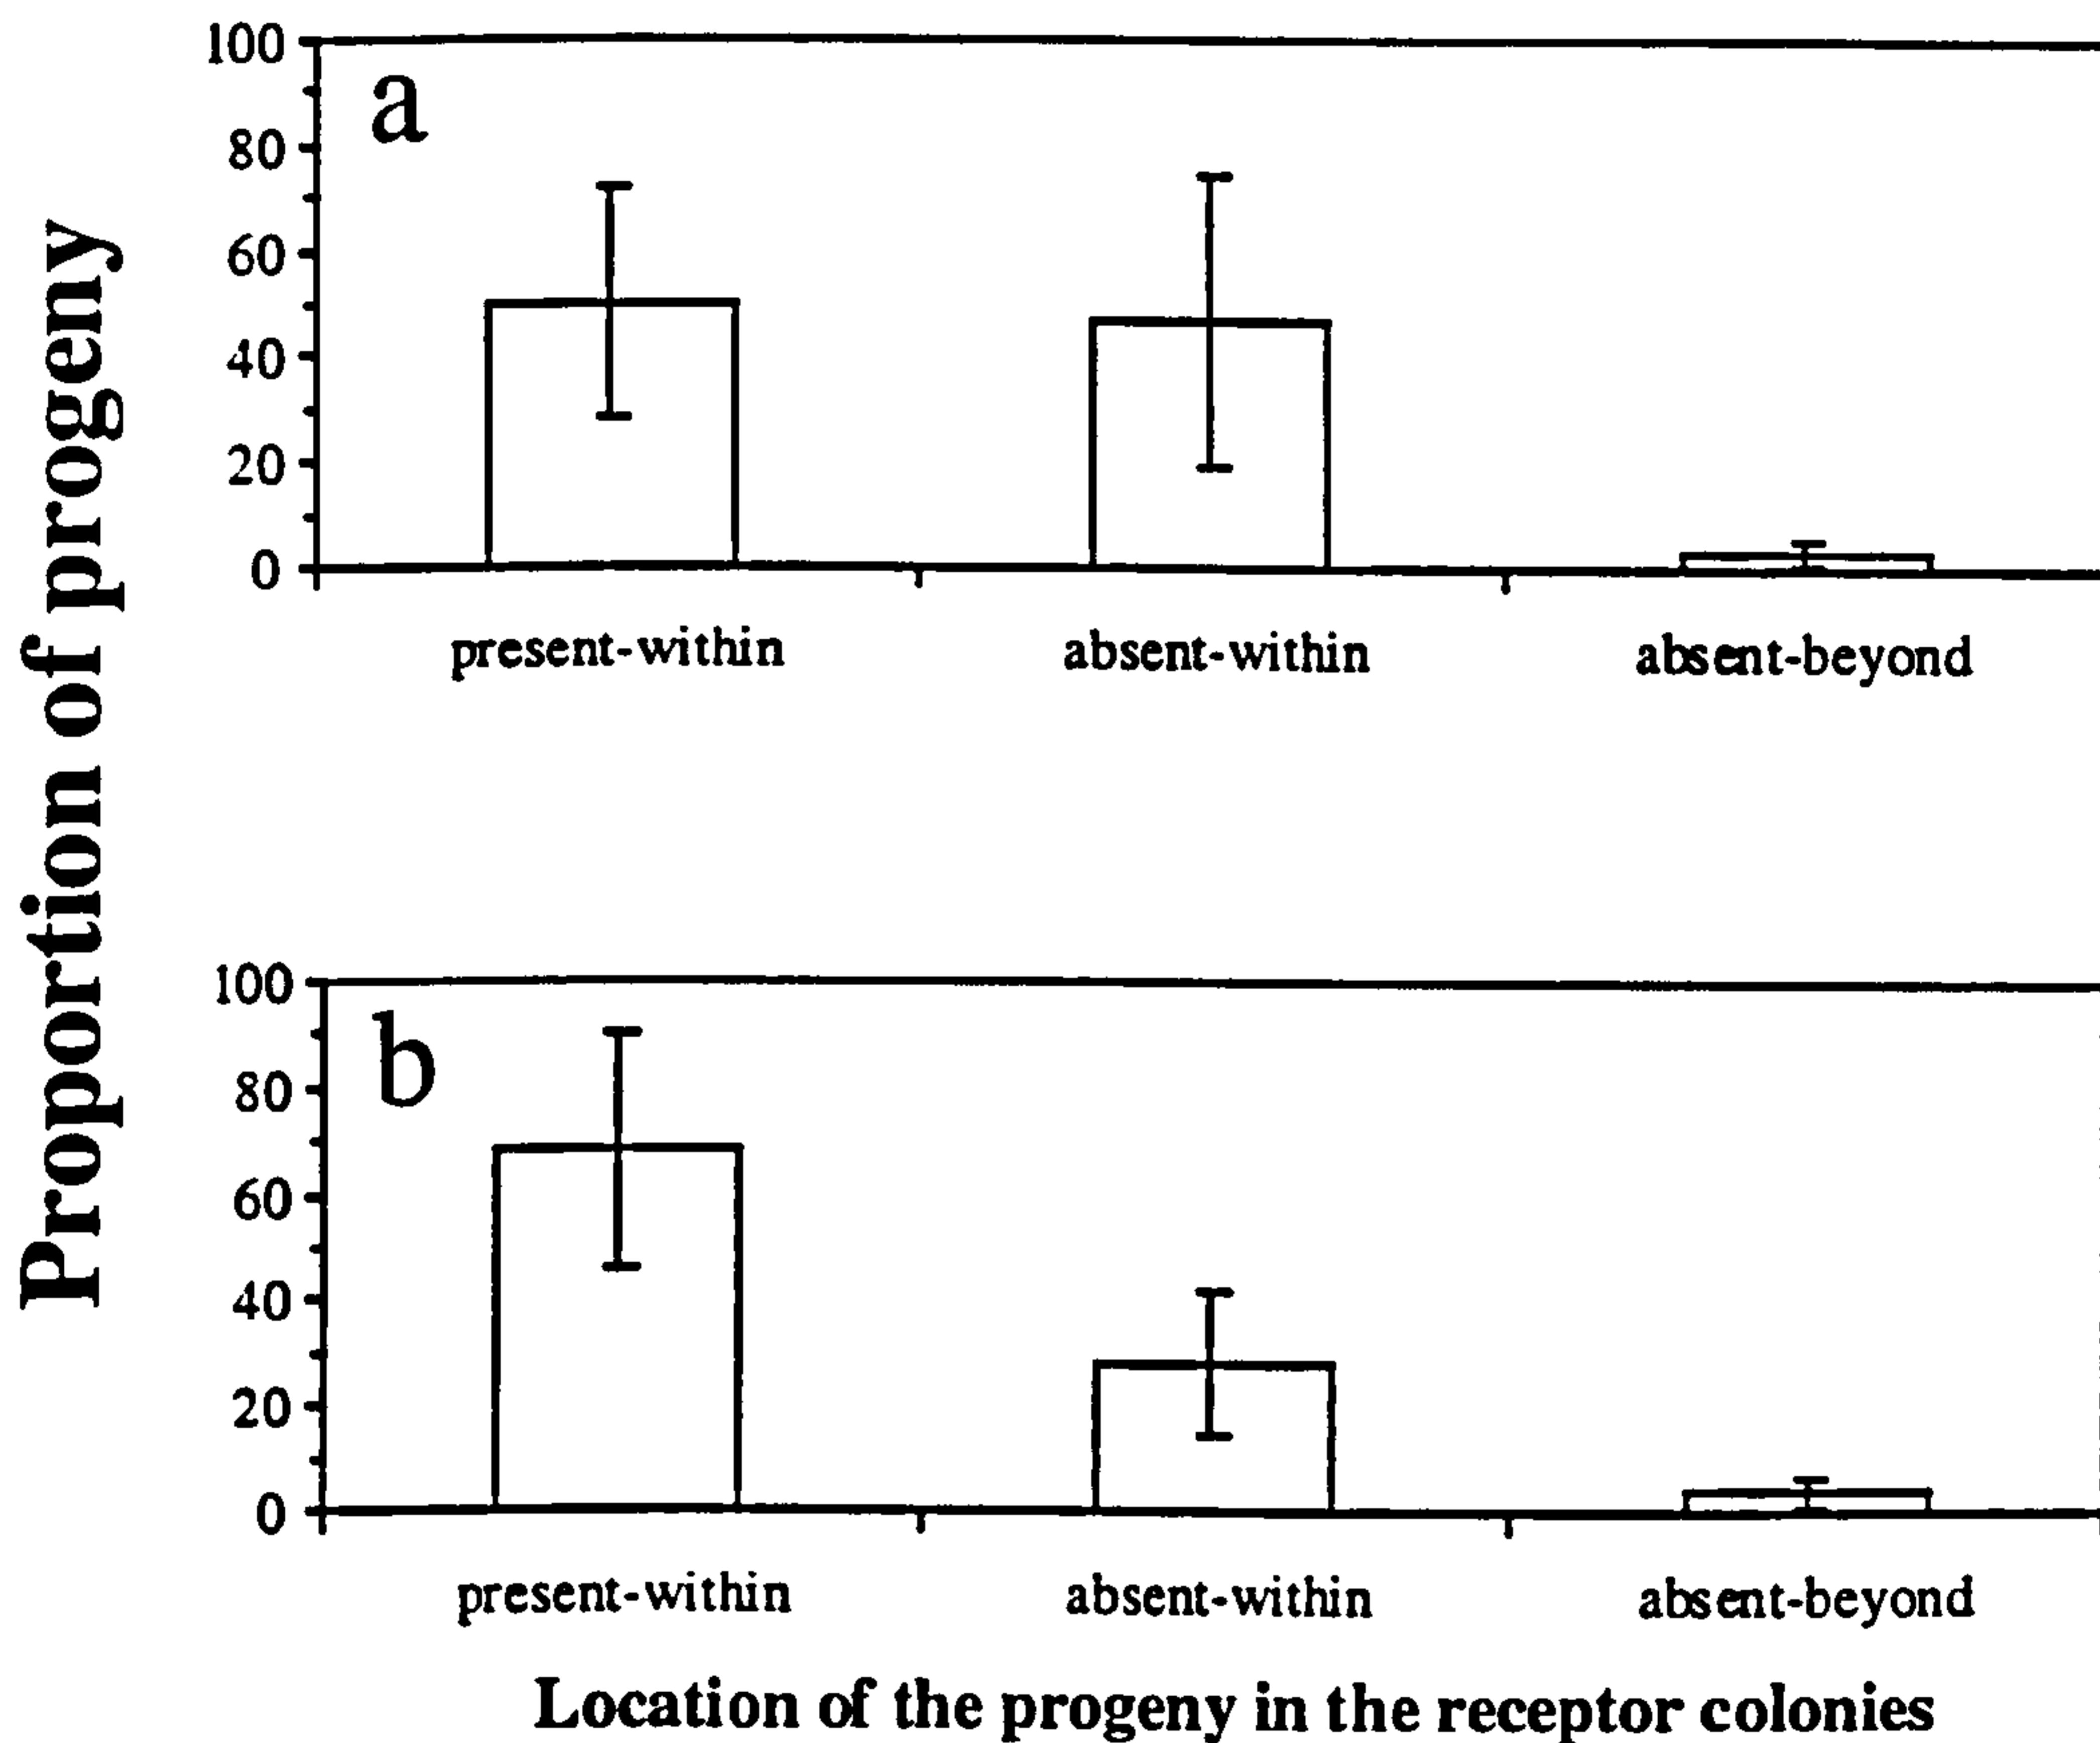 Proportion of progeny
a
100
80
60
40
20
0
present-within absent-within absent-beyond
b
100
80
60
40
20
0
present-within absent-within absent-beyond
Location of the progeny in the receptor colonies